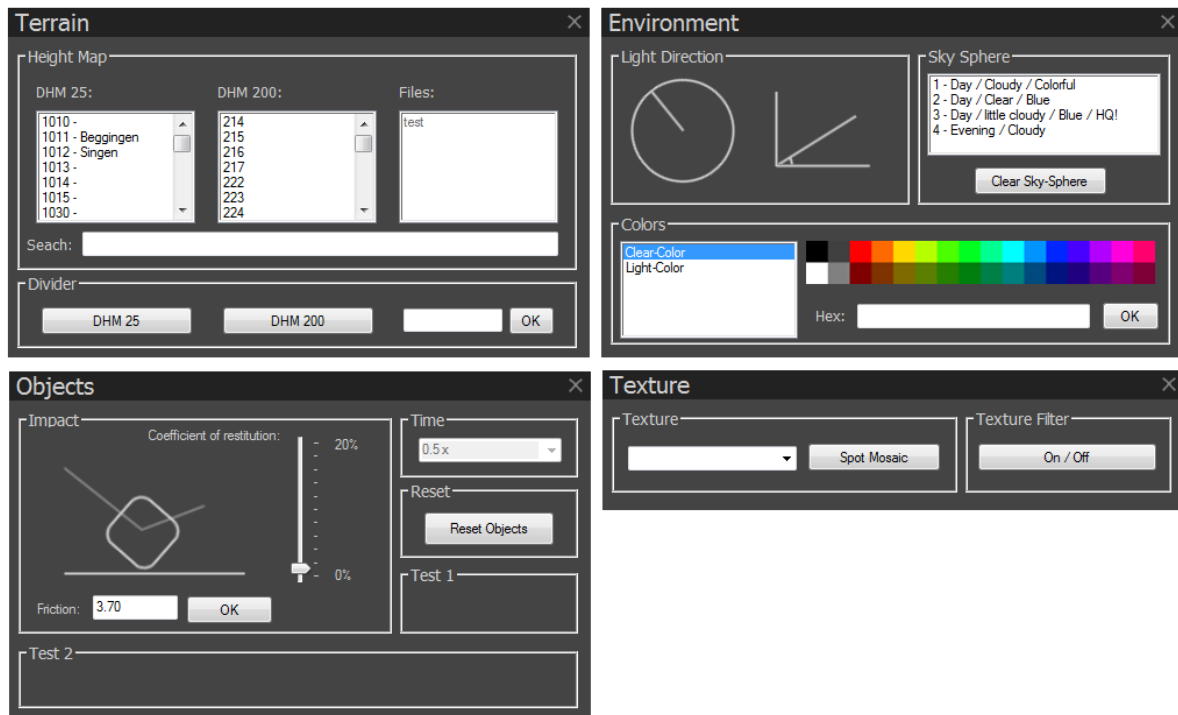 Terrain
Height Map
DHM 25:
DHM 200:
Files:
1010 -
1011 - Beggingen
1012 - Singen
1013 -
1014 -
1015 -
1030 -
214
215
216
217
222
223
224
test
Seach:
Divider
DHM 25
DHM 200
OK
Environment
Light Direction
Sky Sphere
1 - Day / Cloudy / Colorful
2 - Day / Clear / Blue
3 - Day / little cloudy / Blue / HQ!
4 - Evening / Cloudy
Clear Sky-Sphere
Colors
Clear-Color
Light-Color
Hex:
OK
Objects
Impact
Coefficient of restitution:
20%
0%
Friction:
3.70
OK
Time
0.5 x
Reset
Reset Objects
Test 1
Test 2
Texture
Texture
Spot Mosaic
Texture Filter
On / Off